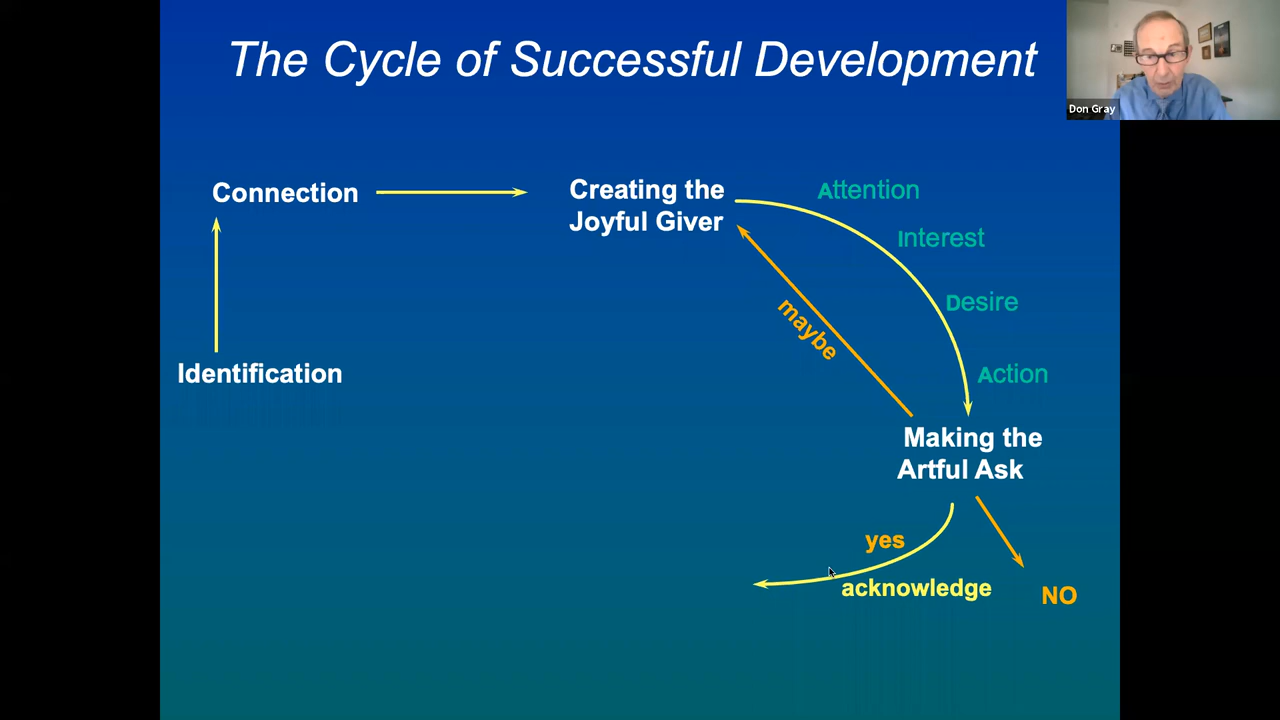 The Cycle of Successful Development
Don Gray
Connection
Creating the
Joyful Giver
Attention
Interest
Desire
Action
maybe
Identification
Making the
Artful Ask
yes
acknowledge
NO